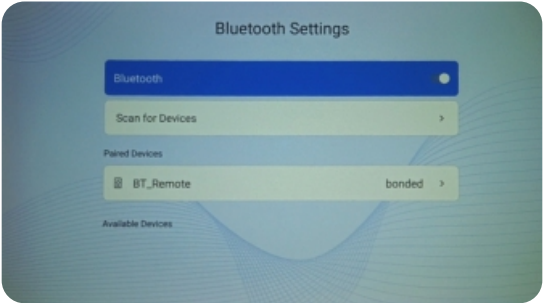 Bluetooth Settings
Bluetooth
Scan for Devices
Paired Devices
BT_Remote bonded
Available Devices